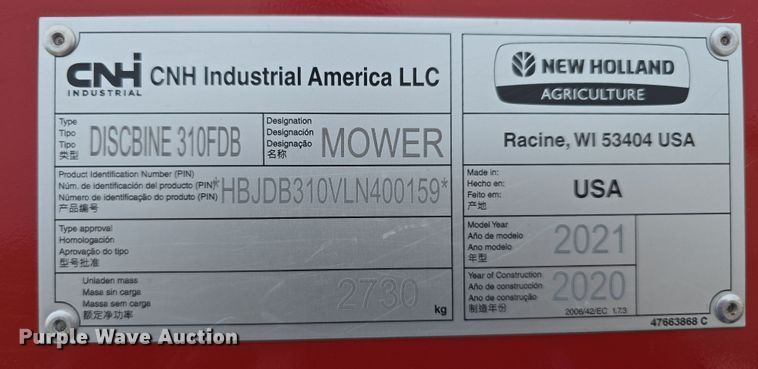 CNH INDUSTRIAL CNH Industrial America LLC
NEW HOLLAND
AGRICULTURE
Type
Tipo
Tipo
类型
DISCBINE 310FDB
Designation
Designación
Designação
名称
MOWER
Racine, WI 53404 USA
Product Identification Number (PIN)
Núm. de identificación del producto (PIN)
Número de identificação do produto (PIN)
产品编号
*HBJDB310VLN400159*
Made in:
Hecho en:
Feito em:
产地
USA
Type approval
Homologación
Aprovação do tipo
型号批准
Model Year
Año de modelo
Ano modelo
年型
2021
Unladen mass
Masa sin carga
Massa sem carga
额定净功率
2730
kg
Year of Construction
Año de construcción
Ano de construção
制造年份
2020
2006/42/EC 1.7.3
47663868 C
Purple Wave Auction